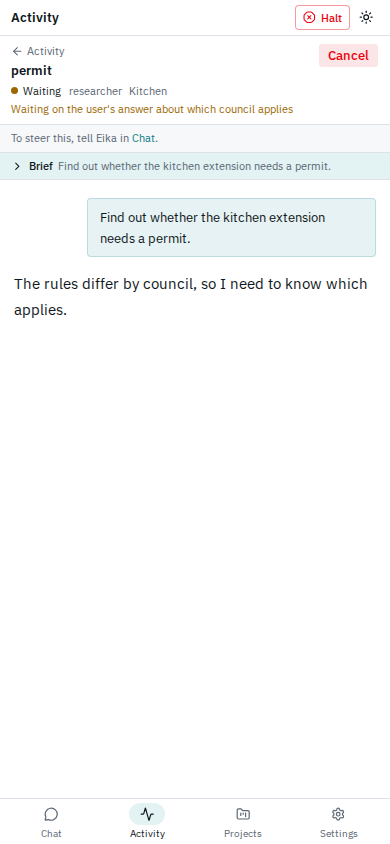 Activity
Halt
Activity
Cancel
permit
Waiting researcher Kitchen
Waiting on the user's answer about which council applies
To steer this, tell Eika in Chat.
Brief Find out whether the kitchen extension needs a permit.
Find out whether the kitchen extension
needs a permit.
The rules differ by council, so I need to know which
applies.
Chat
Activity
Projects
Settings